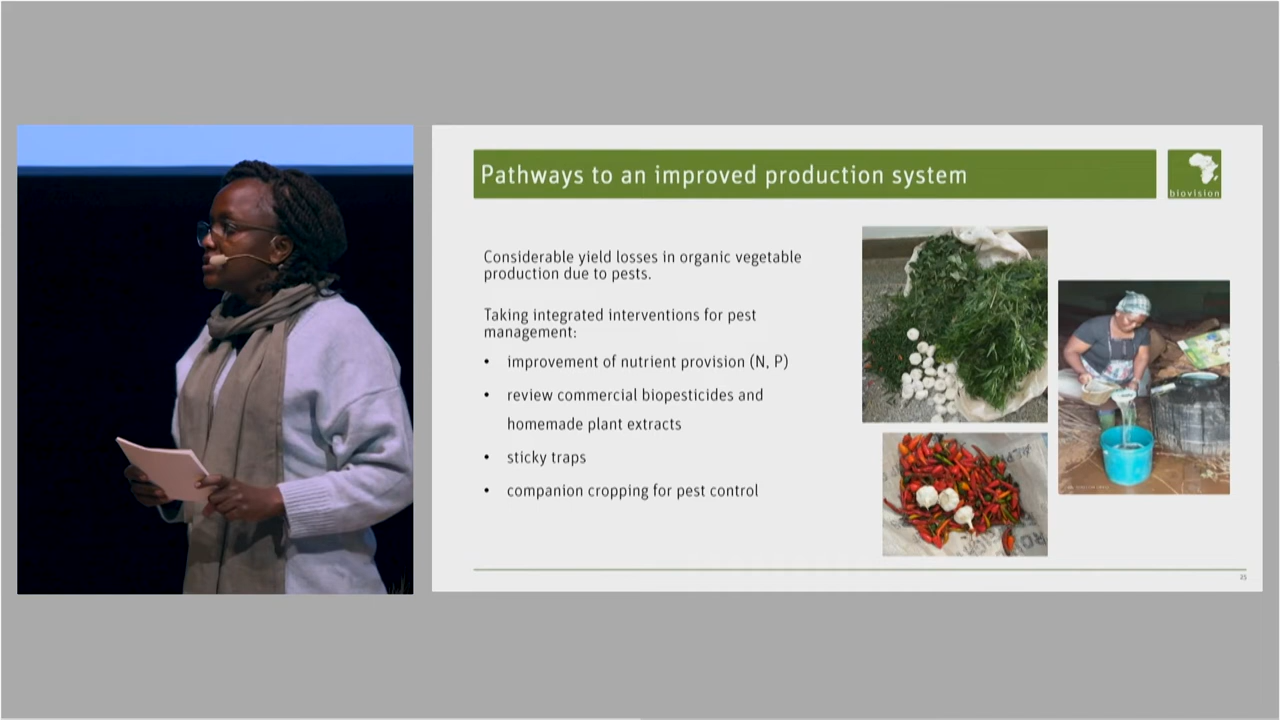 Pathways to an improved production system
biovision
Considerable yield losses in organic vegetable
production due to pests.
Taking integrated interventions for pest
management:
• improvement of nutrient provision (N, P)
• review commercial biopesticides and
homemade plant extracts
• sticky traps
• companion cropping for pest control